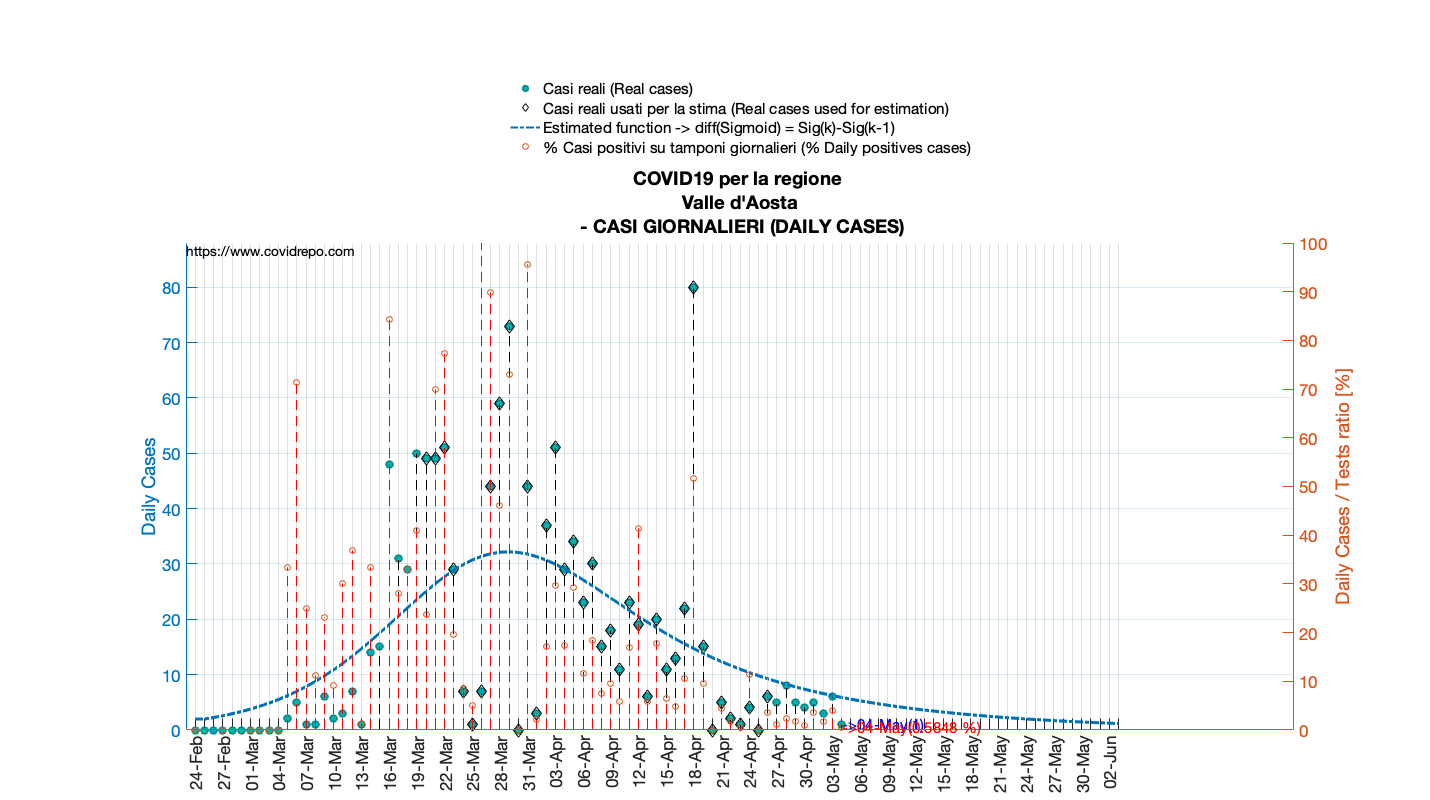 Casi reali (Real cases)
Casi reali usati per la stima (Real cases used for estimation)
Estimated function -> diff(Sigmoid) = Sig(k)-Sig(k-1)
% Casi positivi su tamponi giornalieri (% Daily positives cases)
COVID19 per la regione
Valle d'Aosta
- CASI GIORNALIERI (DAILY CASES)
https://www.covidrepo.com
Daily Cases
80
70
60
50
40
30
20
10
0
100
90
80
70
60
50
40
30
20
10
0
Daily Cases / Tests ratio [%]
->04-May(0.5848 %)
24-Feb
27-Feb
01-Mar
04-Mar
07-Mar
10-Mar
13-Mar
16-Mar
19-Mar
22-Mar
25-Mar
28-Mar
31-Mar
03-Apr
06-Apr
09-Apr
12-Apr
15-Apr
18-Apr
21-Apr
24-Apr
27-Apr
30-Apr
03-May
06-May
09-May
12-May
15-May
18-May
21-May
24-May
27-May
30-May
02-Jun